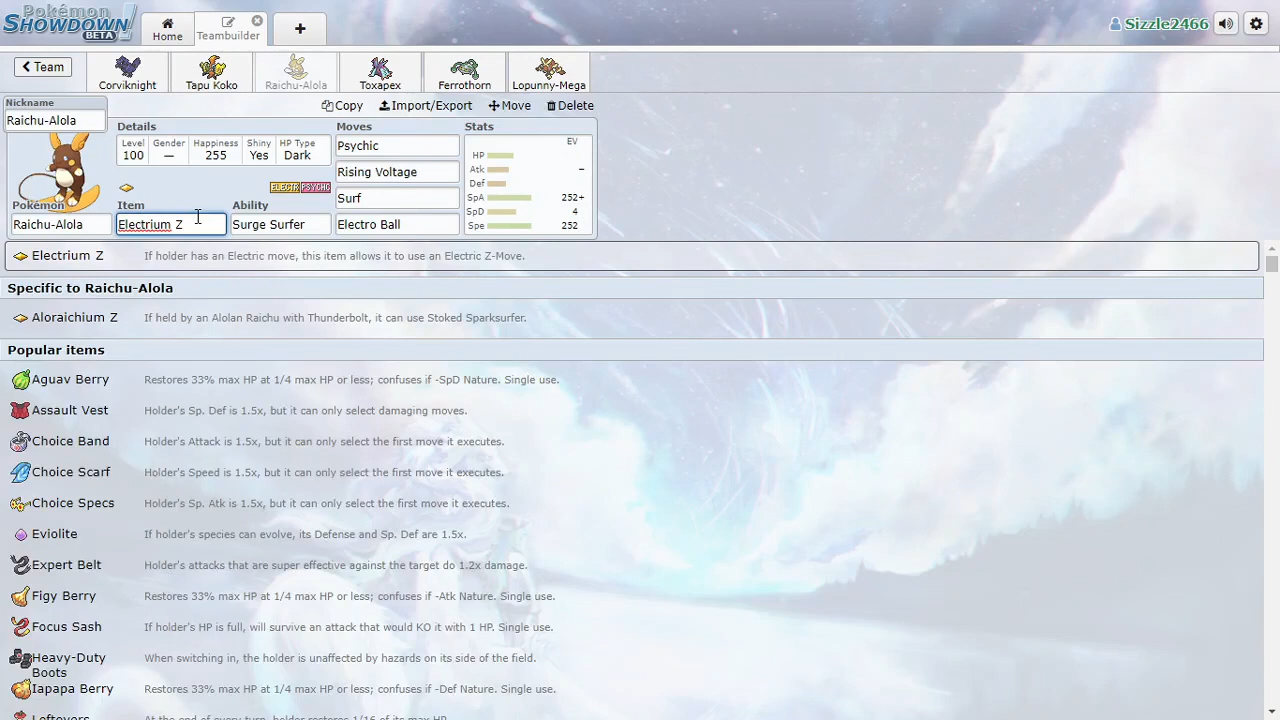 Pokémon
SHOWDOWN!
BETA
Home
Teambuilder
+
Sizzle2466
Team
Corviknight
Tapu Koko
Raichu-Alola
Toxapex
Ferrothorn
Lopunny-Mega
Nickname
Raichu-Alola
Copy
Import/Export
Move
Delete
Details
Level Gender Happiness Shiny HP Type
100 — 255 Yes Dark
ELECTR PSYCHC
Pokémon
Raichu-Alola
Item
Electrium Z
Ability
Surge Surfer
Moves
Psychic
Rising Voltage
Surf
Electro Ball
Stats
EV
HP
Atk –
Def
SpA 252+
SpD 4
Spe 252
Electrium Z If holder has an Electric move, this item allows it to use an Electric Z-Move.
Specific to Raichu-Alola
Aloraichium Z If held by an Alolan Raichu with Thunderbolt, it can use Stoked Sparksurfer.
Popular items
Aguav Berry Restores 33% max HP at 1/4 max HP or less; confuses if -SpD Nature. Single use.
Assault Vest Holder's Sp. Def is 1.5x, but it can only select damaging moves.
Choice Band Holder's Attack is 1.5x, but it can only select the first move it executes.
Choice Scarf Holder's Speed is 1.5x, but it can only select the first move it executes.
Choice Specs Holder's Sp. Atk is 1.5x, but it can only select the first move it executes.
Eviolite If holder's species can evolve, its Defense and Sp. Def are 1.5x.
Expert Belt Holder's attacks that are super effective against the target do 1.2x damage.
Figy Berry Restores 33% max HP at 1/4 max HP or less; confuses if -Atk Nature. Single use.
Focus Sash If holder's HP is full, will survive an attack that would KO it with 1 HP. Single use.
Heavy-Duty Boots When switching in, the holder is unaffected by hazards on its side of the field.
Iapapa Berry Restores 33% max HP at 1/4 max HP or less; confuses if -Def Nature. Single use.
Leftovers At the end of every turn, holder restores 1/16 of its max HP.